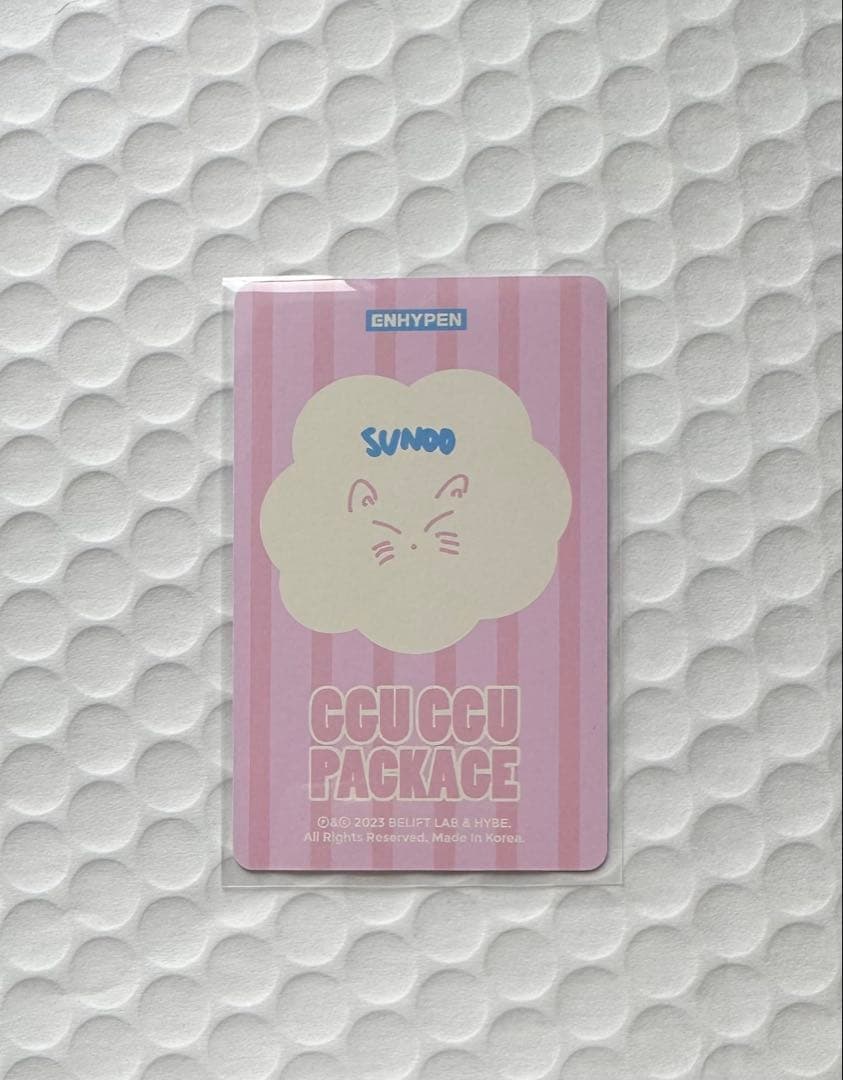 ENHYPEN
SUNOO
GGU GGU
PACKAGE
Ⓟ&© 2023 BELIFT LAB & HYBE.
All Rights Reserved. Made In Korea.